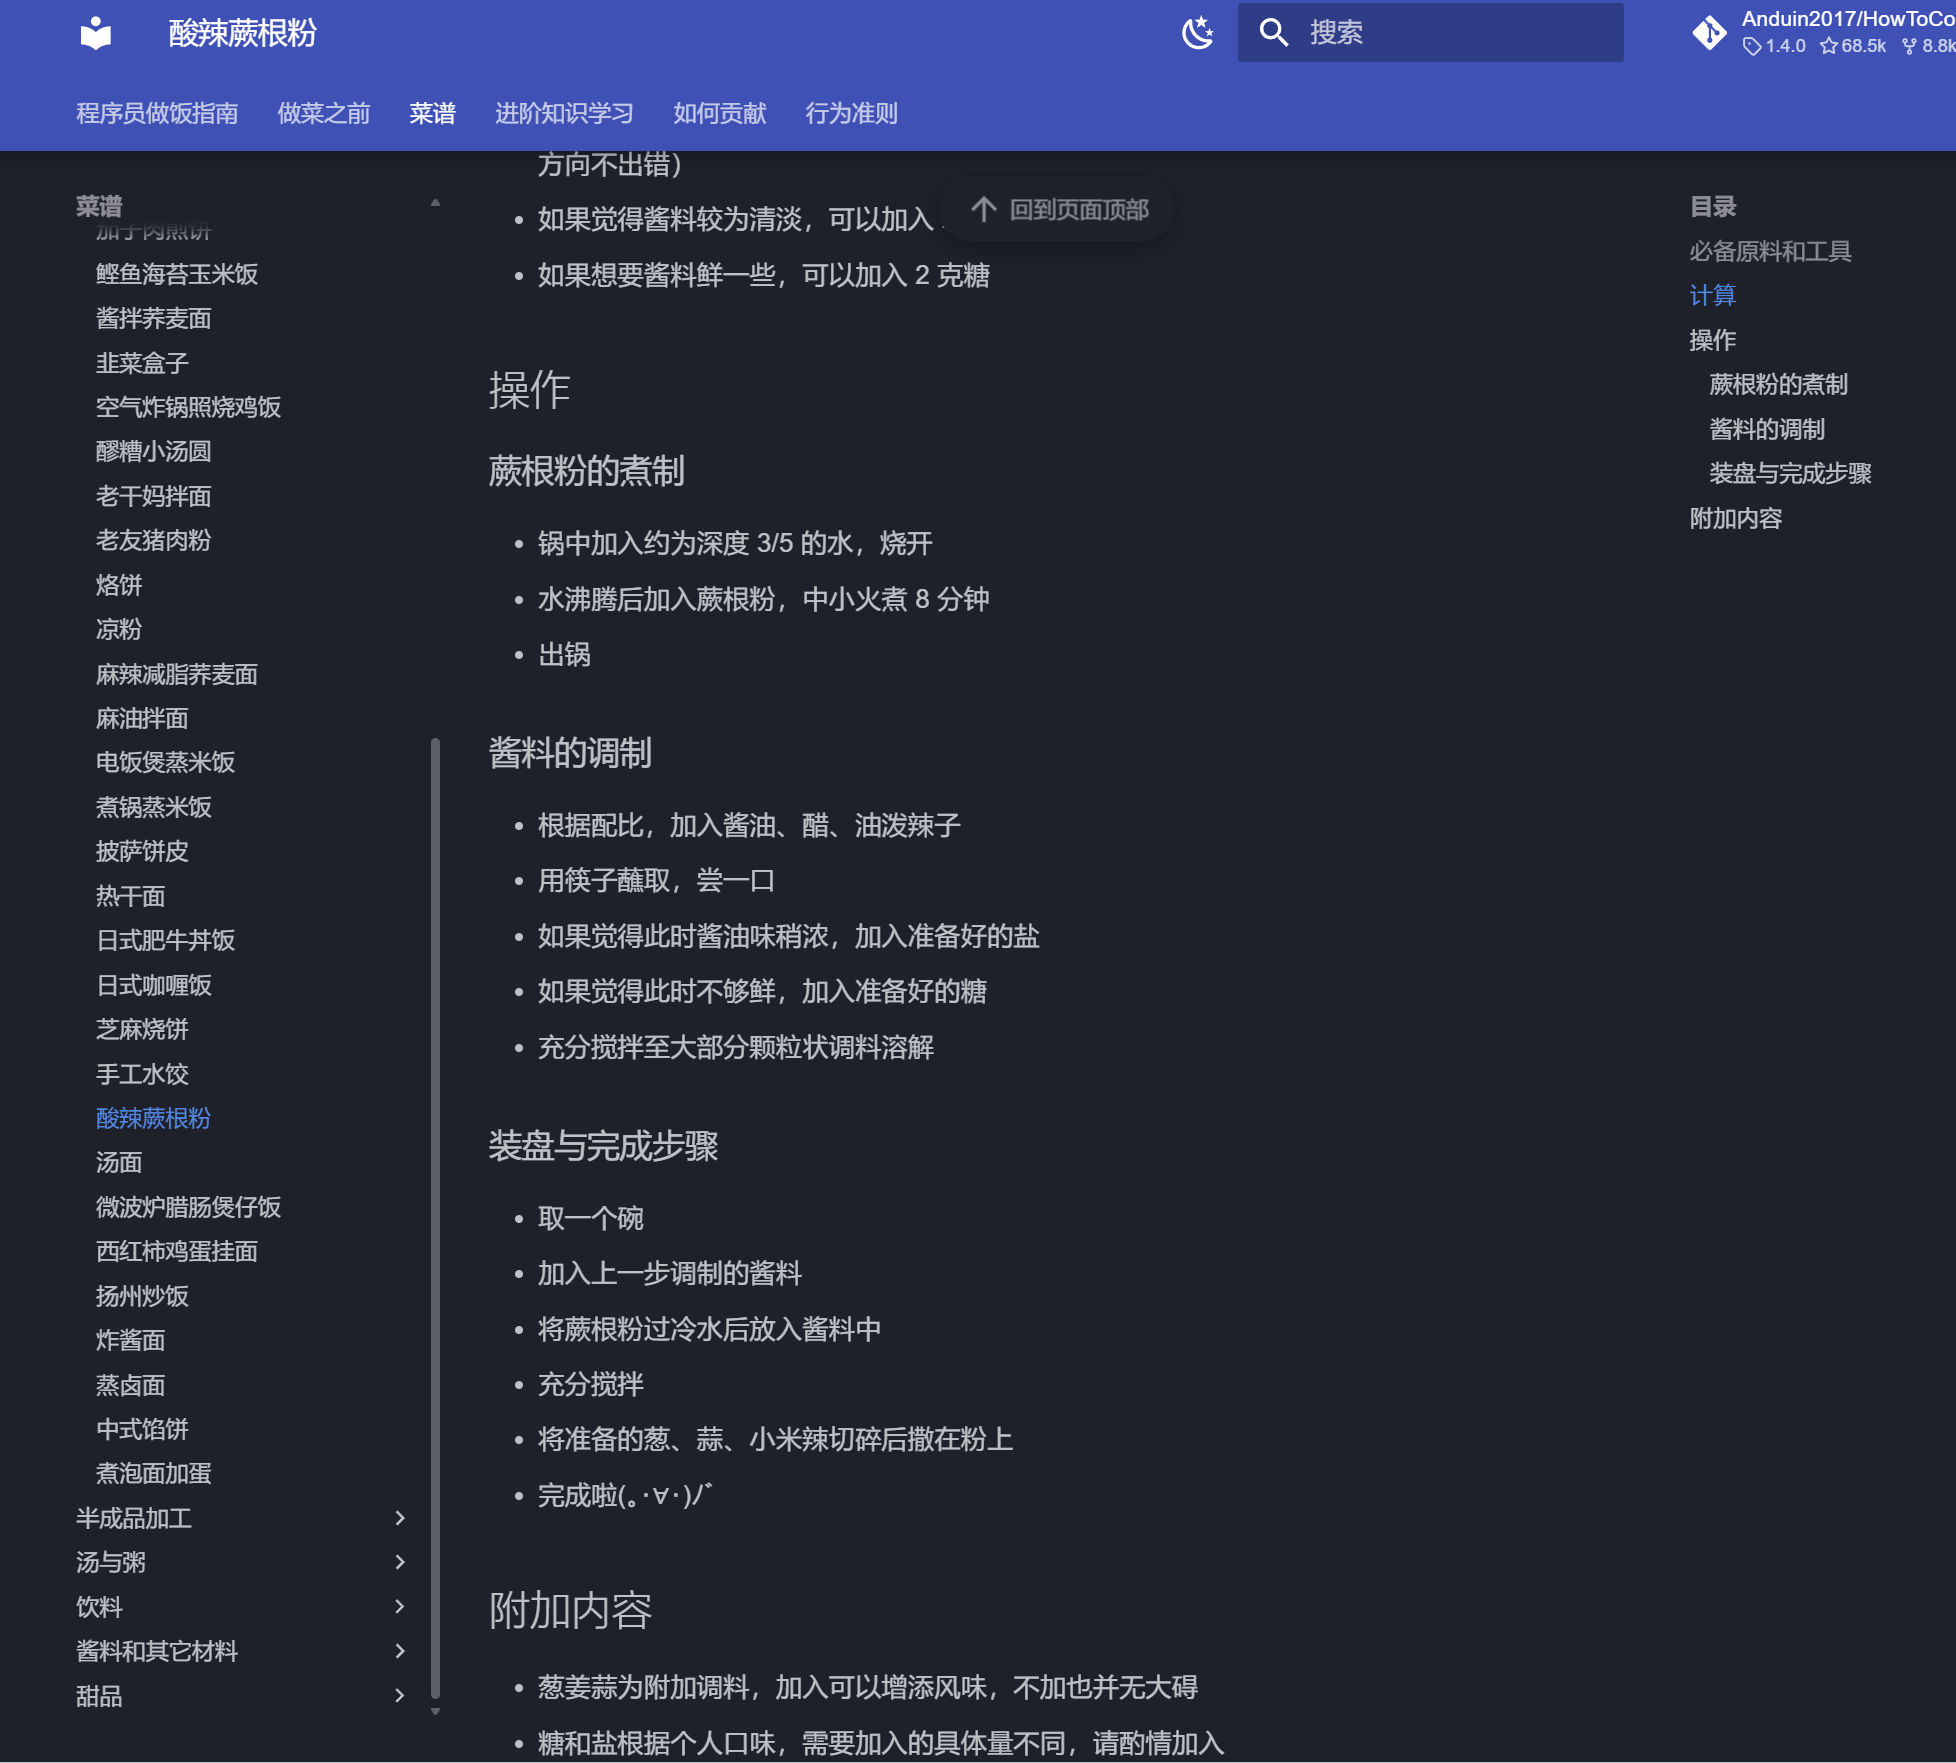 酸辣蕨根粉
搜索
Anduin2017/HowToCo
1.4.0 68.5k 8.8k
程序员做饭指南 做菜之前 菜谱 进阶知识学习 如何贡献 行为准则
菜谱
茄子肉煎饼
鲣鱼海苔玉米饭
酱拌荞麦面
韭菜盒子
空气炸锅照烧鸡饭
醪糟小汤圆
老干妈拌面
老友猪肉粉
烙饼
凉粉
麻辣减脂荞麦面
麻油拌面
电饭煲蒸米饭
煮锅蒸米饭
披萨饼皮
热干面
日式肥牛丼饭
日式咖喱饭
芝麻烧饼
手工水饺
酸辣蕨根粉
汤面
微波炉腊肠煲仔饭
西红柿鸡蛋挂面
扬州炒饭
炸酱面
蒸卤面
中式馅饼
煮泡面加蛋
半成品加工
汤与粥
饮料
酱料和其它材料
甜品
方向不出错）
如果觉得酱料较为清淡，可以加入
回到页面顶部
如果想要酱料鲜一些，可以加入 2 克糖
操作
蕨根粉的煮制
锅中加入约为深度 3/5 的水，烧开
水沸腾后加入蕨根粉，中小火煮 8 分钟
出锅
酱料的调制
根据配比，加入酱油、醋、油泼辣子
用筷子蘸取，尝一口
如果觉得此时酱油味稍浓，加入准备好的盐
如果觉得此时不够鲜，加入准备好的糖
充分搅拌至大部分颗粒状调料溶解
装盘与完成步骤
取一个碗
加入上一步调制的酱料
将蕨根粉过冷水后放入酱料中
充分搅拌
将准备的葱、蒜、小米辣切碎后撒在粉上
完成啦(｡･∀･)ﾉﾞ
附加内容
葱姜蒜为附加调料，加入可以增添风味，不加也并无大碍
糖和盐根据个人口味，需要加入的具体量不同，请酌情加入
目录
必备原料和工具
计算
操作
蕨根粉的煮制
酱料的调制
装盘与完成步骤
附加内容